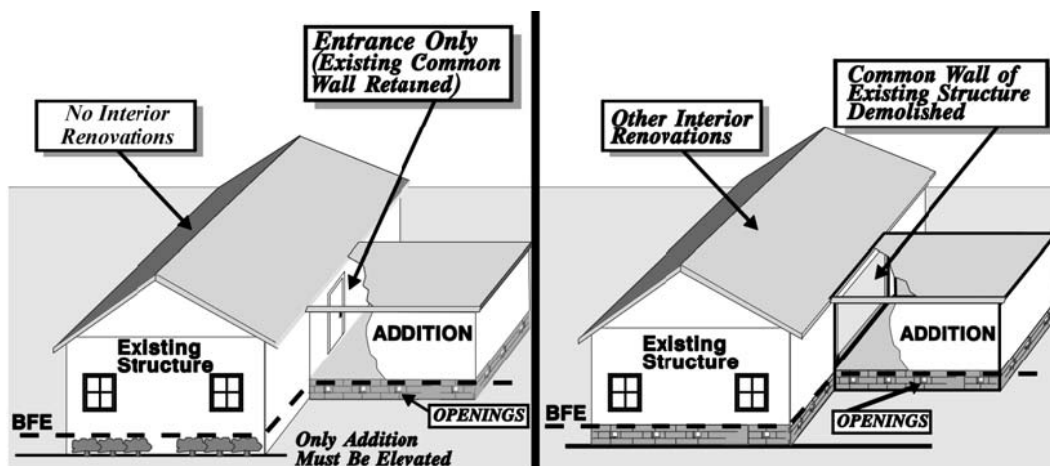 Entrance Only
(Existing Common
Wall Retained)
No Interior
Renovations
Existing
Structure
ADDITION
BFE
OPENINGS
Only Addition
Must Be Elevated
Common Wall of
Existing Structure
Demolished
Other Interior
Renovations
Existing
Structure
ADDITION
BFE
OPENINGS